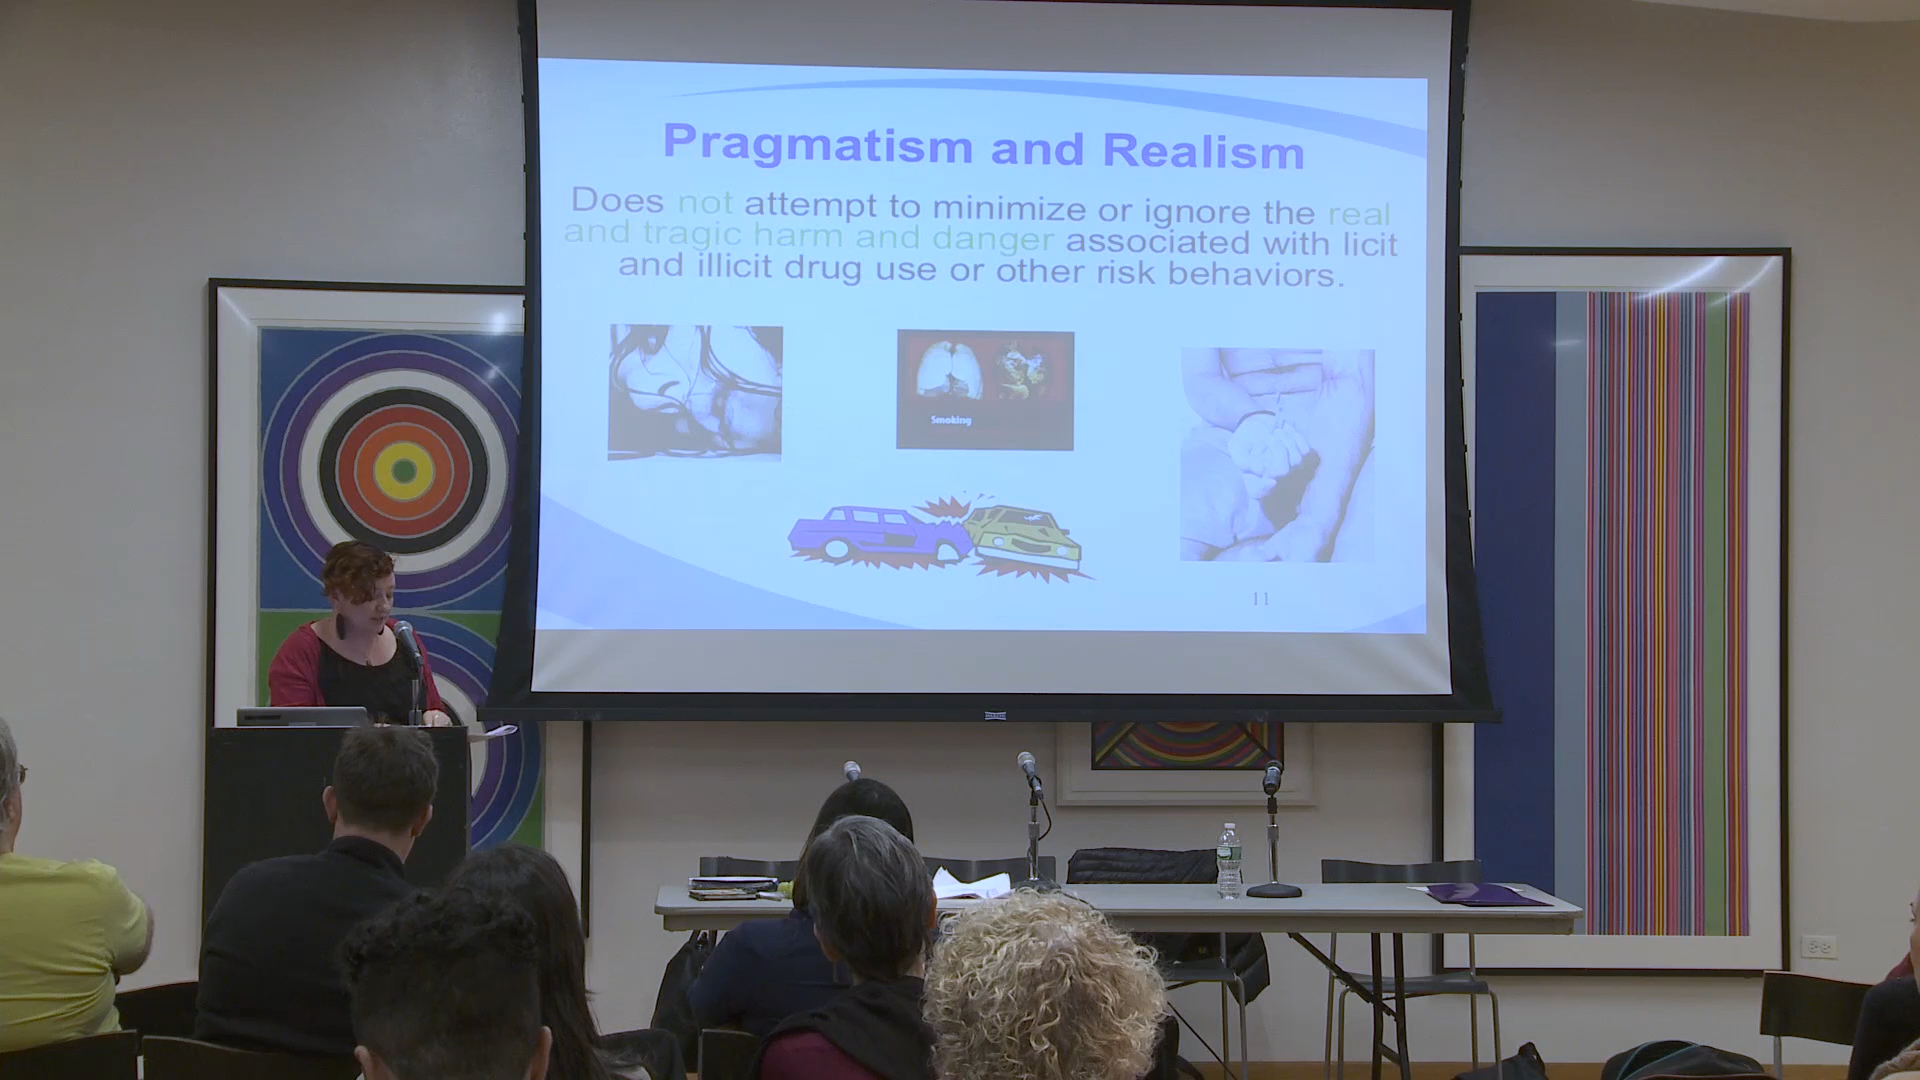 Pragmatism and Realism
Does not attempt to minimize or ignore the real
and tragic harm and danger associated with licit
and illicit drug use or other risk behaviors.
Smoking
11